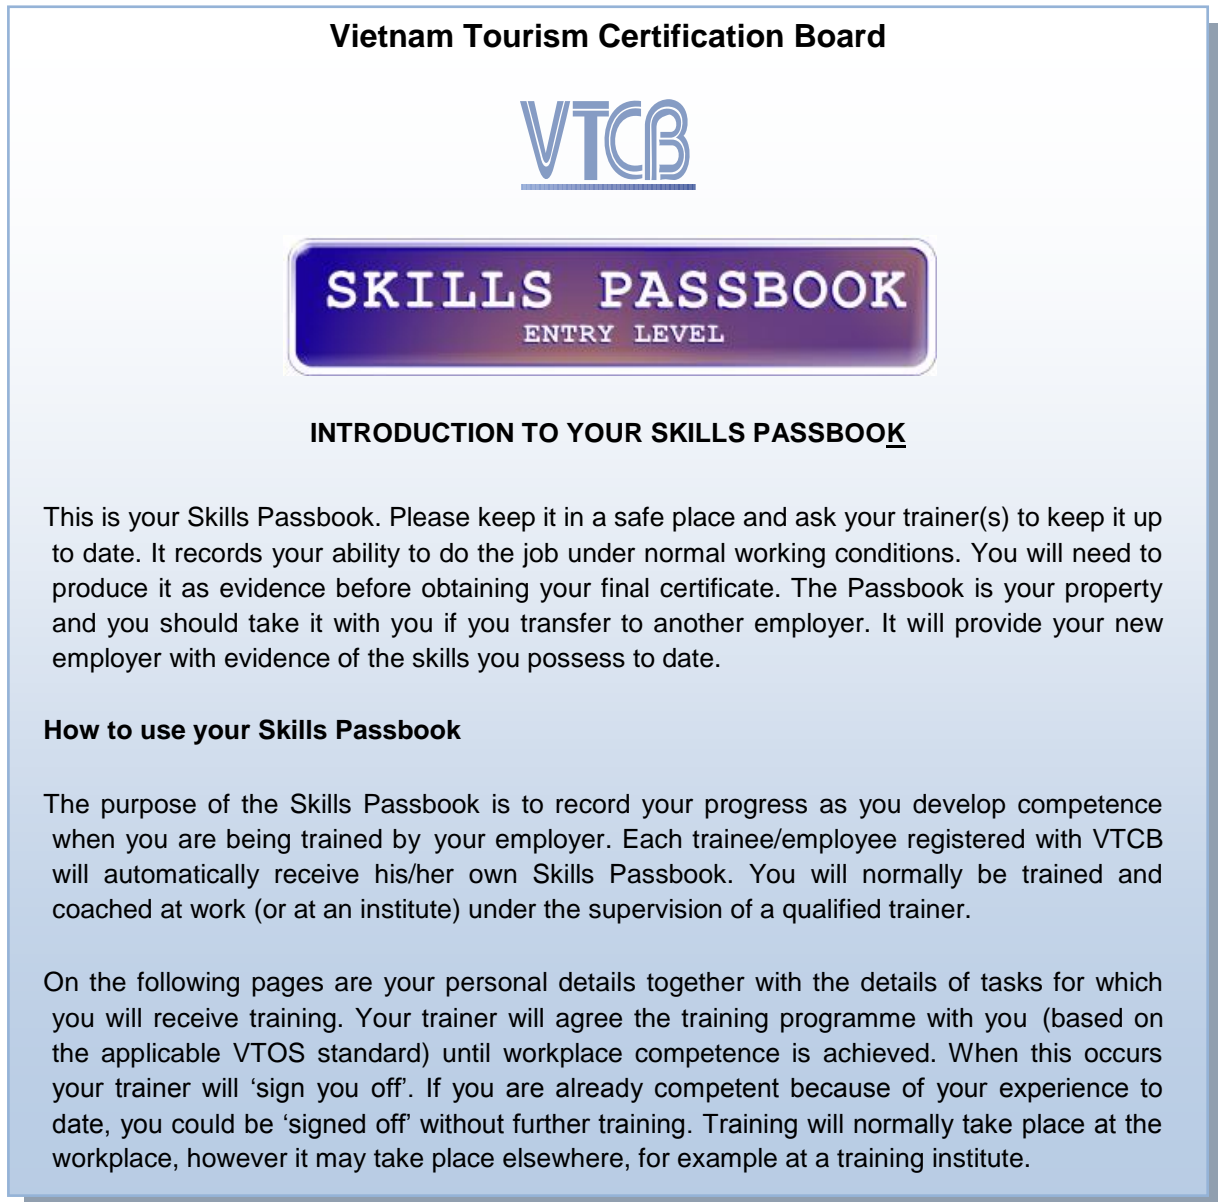 Vietnam Tourism Certification Board
VTCB
SKILLS PASSBOOK
ENTRY LEVEL
INTRODUCTION TO YOUR SKILLS PASSBOOK
This is your Skills Passbook. Please keep it in a safe place and ask your trainer(s) to keep it up
to date. It records your ability to do the job under normal working conditions. You will need to
produce it as evidence before obtaining your final certificate. The Passbook is your property
and you should take it with you if you transfer to another employer. It will provide your new
employer with evidence of the skills you possess to date.
How to use your Skills Passbook
The purpose of the Skills Passbook is to record your progress as you develop competence
when you are being trained by your employer. Each trainee/employee registered with VTCB
will automatically receive his/her own Skills Passbook. You will normally be trained and
coached at work (or at an institute) under the supervision of a qualified trainer.
On the following pages are your personal details together with the details of tasks for which
you will receive training. Your trainer will agree the training programme with you (based on
the applicable VTOS standard) until workplace competence is achieved. When this occurs
your trainer will ‘sign you off’. If you are already competent because of your experience to
date, you could be ‘signed off’ without further training. Training will normally take place at the
workplace, however it may take place elsewhere, for example at a training institute.